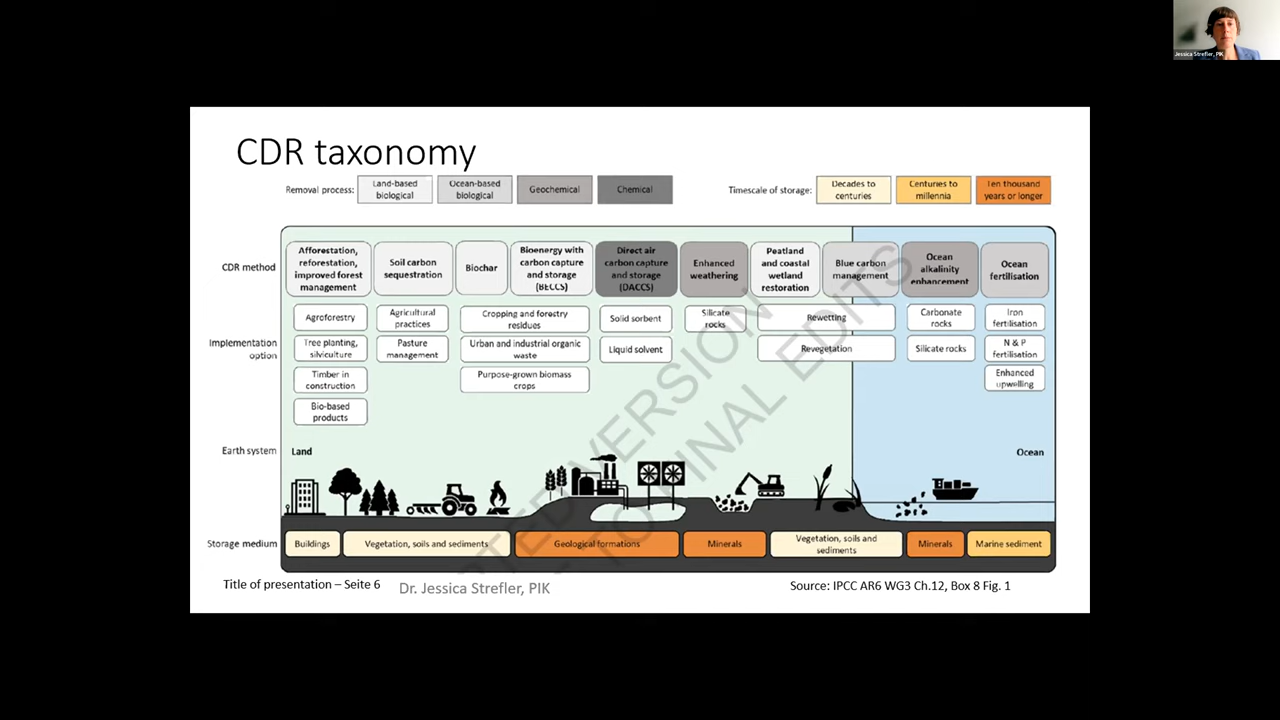 Jessica Strefler, PIK
CDR taxonomy
Removal process:
Land-based
biological
Ocean-based
biological
Geochemical
Chemical
Timescale of storage:
Decades to
centuries
Centuries to
millennia
Ten thousand
years or longer
CDR method
Afforestation,
reforestation,
improved forest
management
Soil carbon
sequestration
Biochar
Bioenergy with
carbon capture
and storage
(BECCS)
Direct air
carbon capture
and storage
(DACCS)
Enhanced
weathering
Peatland
and coastal
wetland
restoration
Blue carbon
management
Ocean
alkalinity
enhancement
Ocean
fertilisation
Implementation
option
Agroforestry
Tree planting,
silviculture
Timber in
construction
Bio-based
products
Agricultural
practices
Pasture
management
Cropping and forestry
residues
Urban and industrial organic
waste
Purpose-grown biomass
crops
Solid sorbent
Liquid solvent
Silicate
rocks
Rewetting
Revegetation
Carbonate
rocks
Silicate rocks
Iron
fertilisation
N & P
fertilisation
Enhanced
upwelling
Earth system
Land
Ocean
Storage medium
Buildings
Vegetation, soils and sediments
Geological formations
Minerals
Vegetation, soils and
sediments
Minerals
Marine sediment
VERSION
TO FINAL EDITS
Title of presentation – Seite 6
Dr. Jessica Strefler, PIK
Source: IPCC AR6 WG3 Ch.12, Box 8 Fig. 1